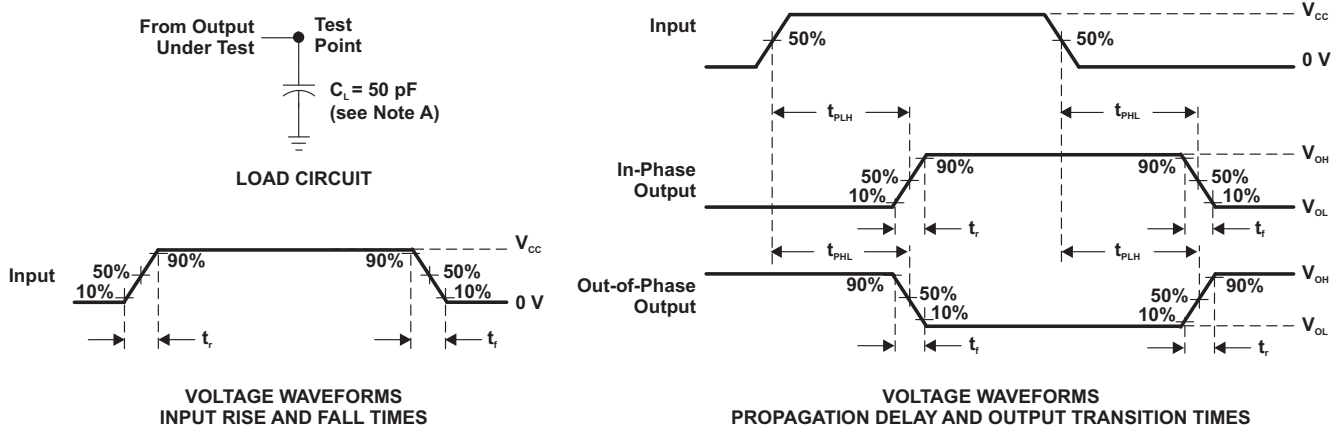 From Output
Under Test
Test
Point
C_L = 50 pF
(see Note A)
LOAD CIRCUIT
Input
10%
50%
90%
90%
50%
10%
V_CC
0 V
t_r
t_f
VOLTAGE WAVEFORMS
INPUT RISE AND FALL TIMES
Input
50%
50%
V_CC
0 V
t_PLH
t_PHL
In-Phase
Output
10%
50%
90%
90%
50%
10%
V_OH
V_OL
t_r
t_f
t_PHL
t_PLH
Out-of-Phase
Output
90%
50%
10%
50%
10%
90%
V_OH
V_OL
t_f
t_r
VOLTAGE WAVEFORMS
PROPAGATION DELAY AND OUTPUT TRANSITION TIMES